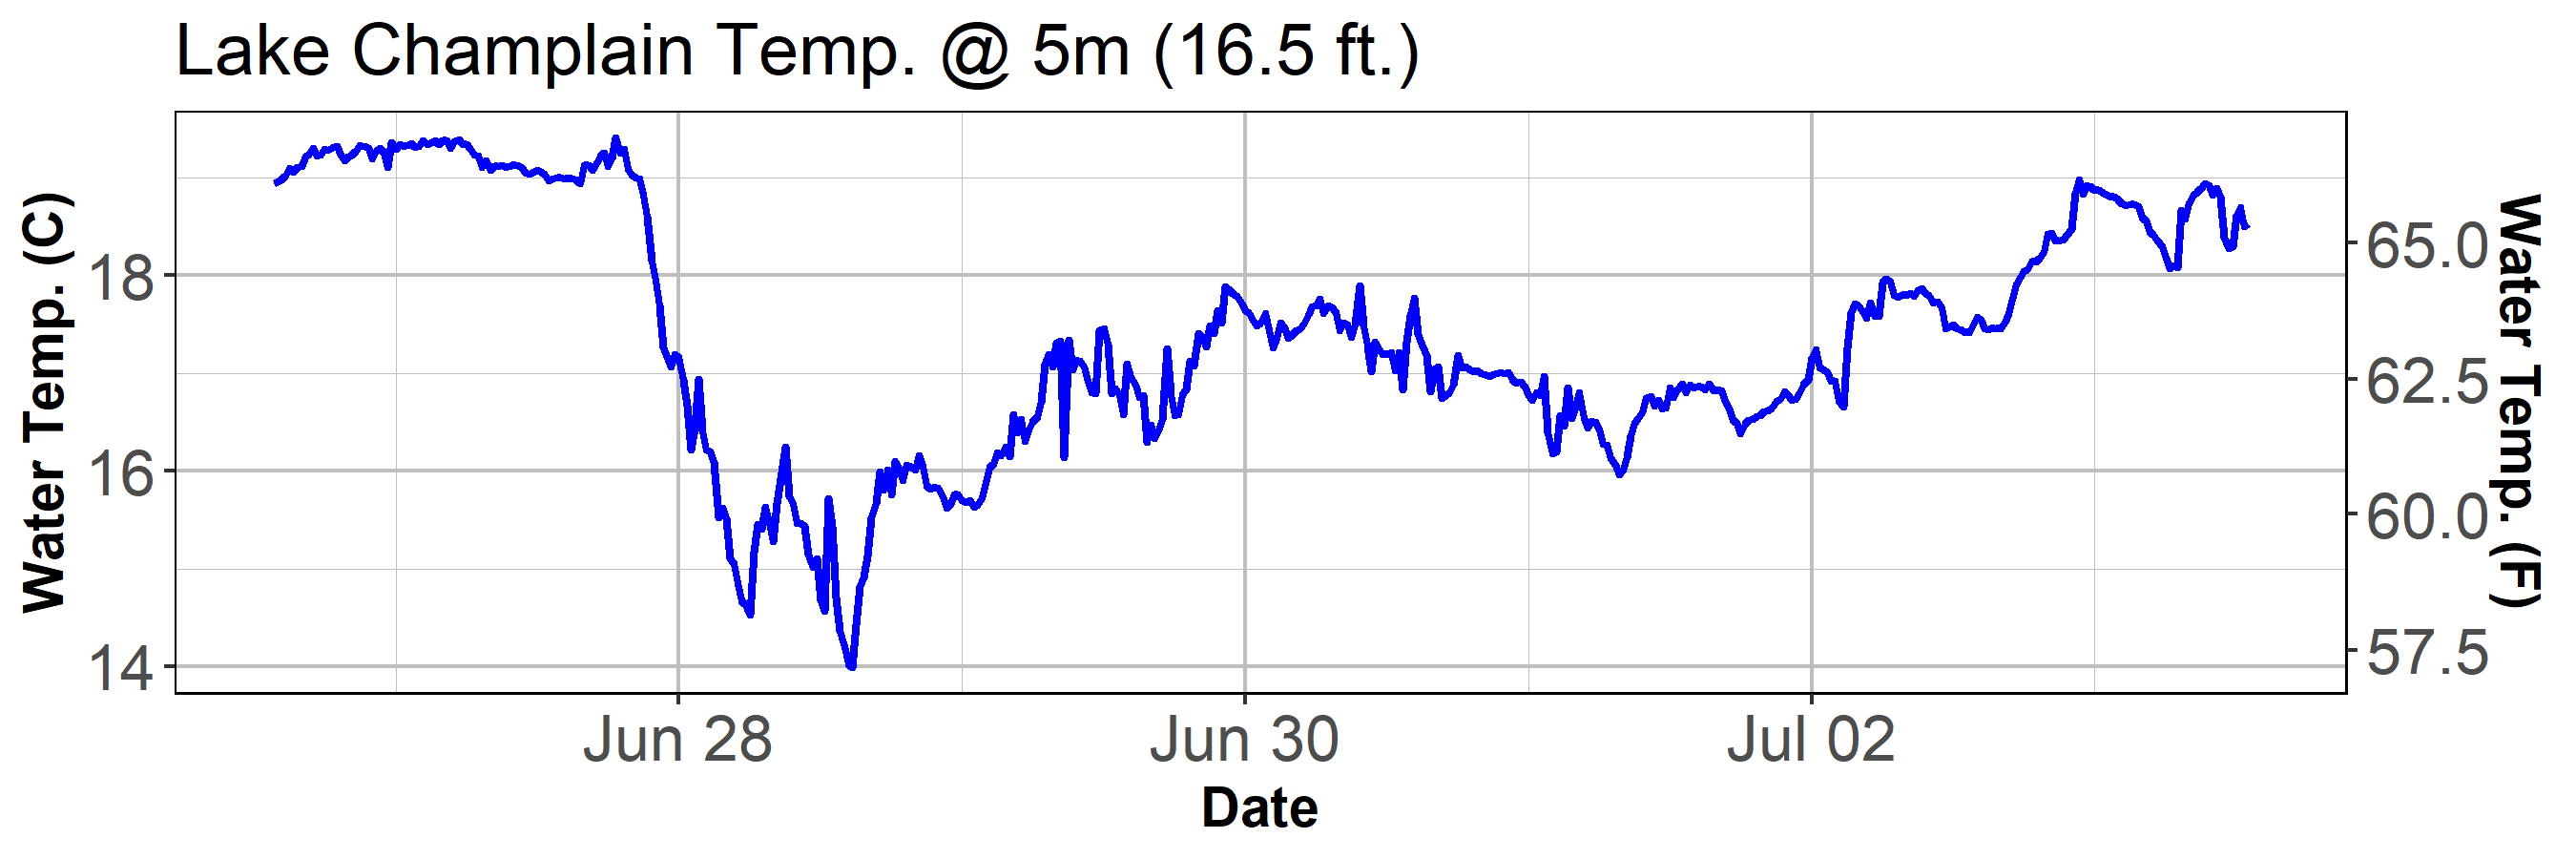 Lake Champlain Temp. @ 5m (16.5 ft.)
Water Temp. (C)
18
16
14
65.0
62.5
60.0
57.5
Water Temp. (F)
Jun 28
Jun 30
Jul 02
Date